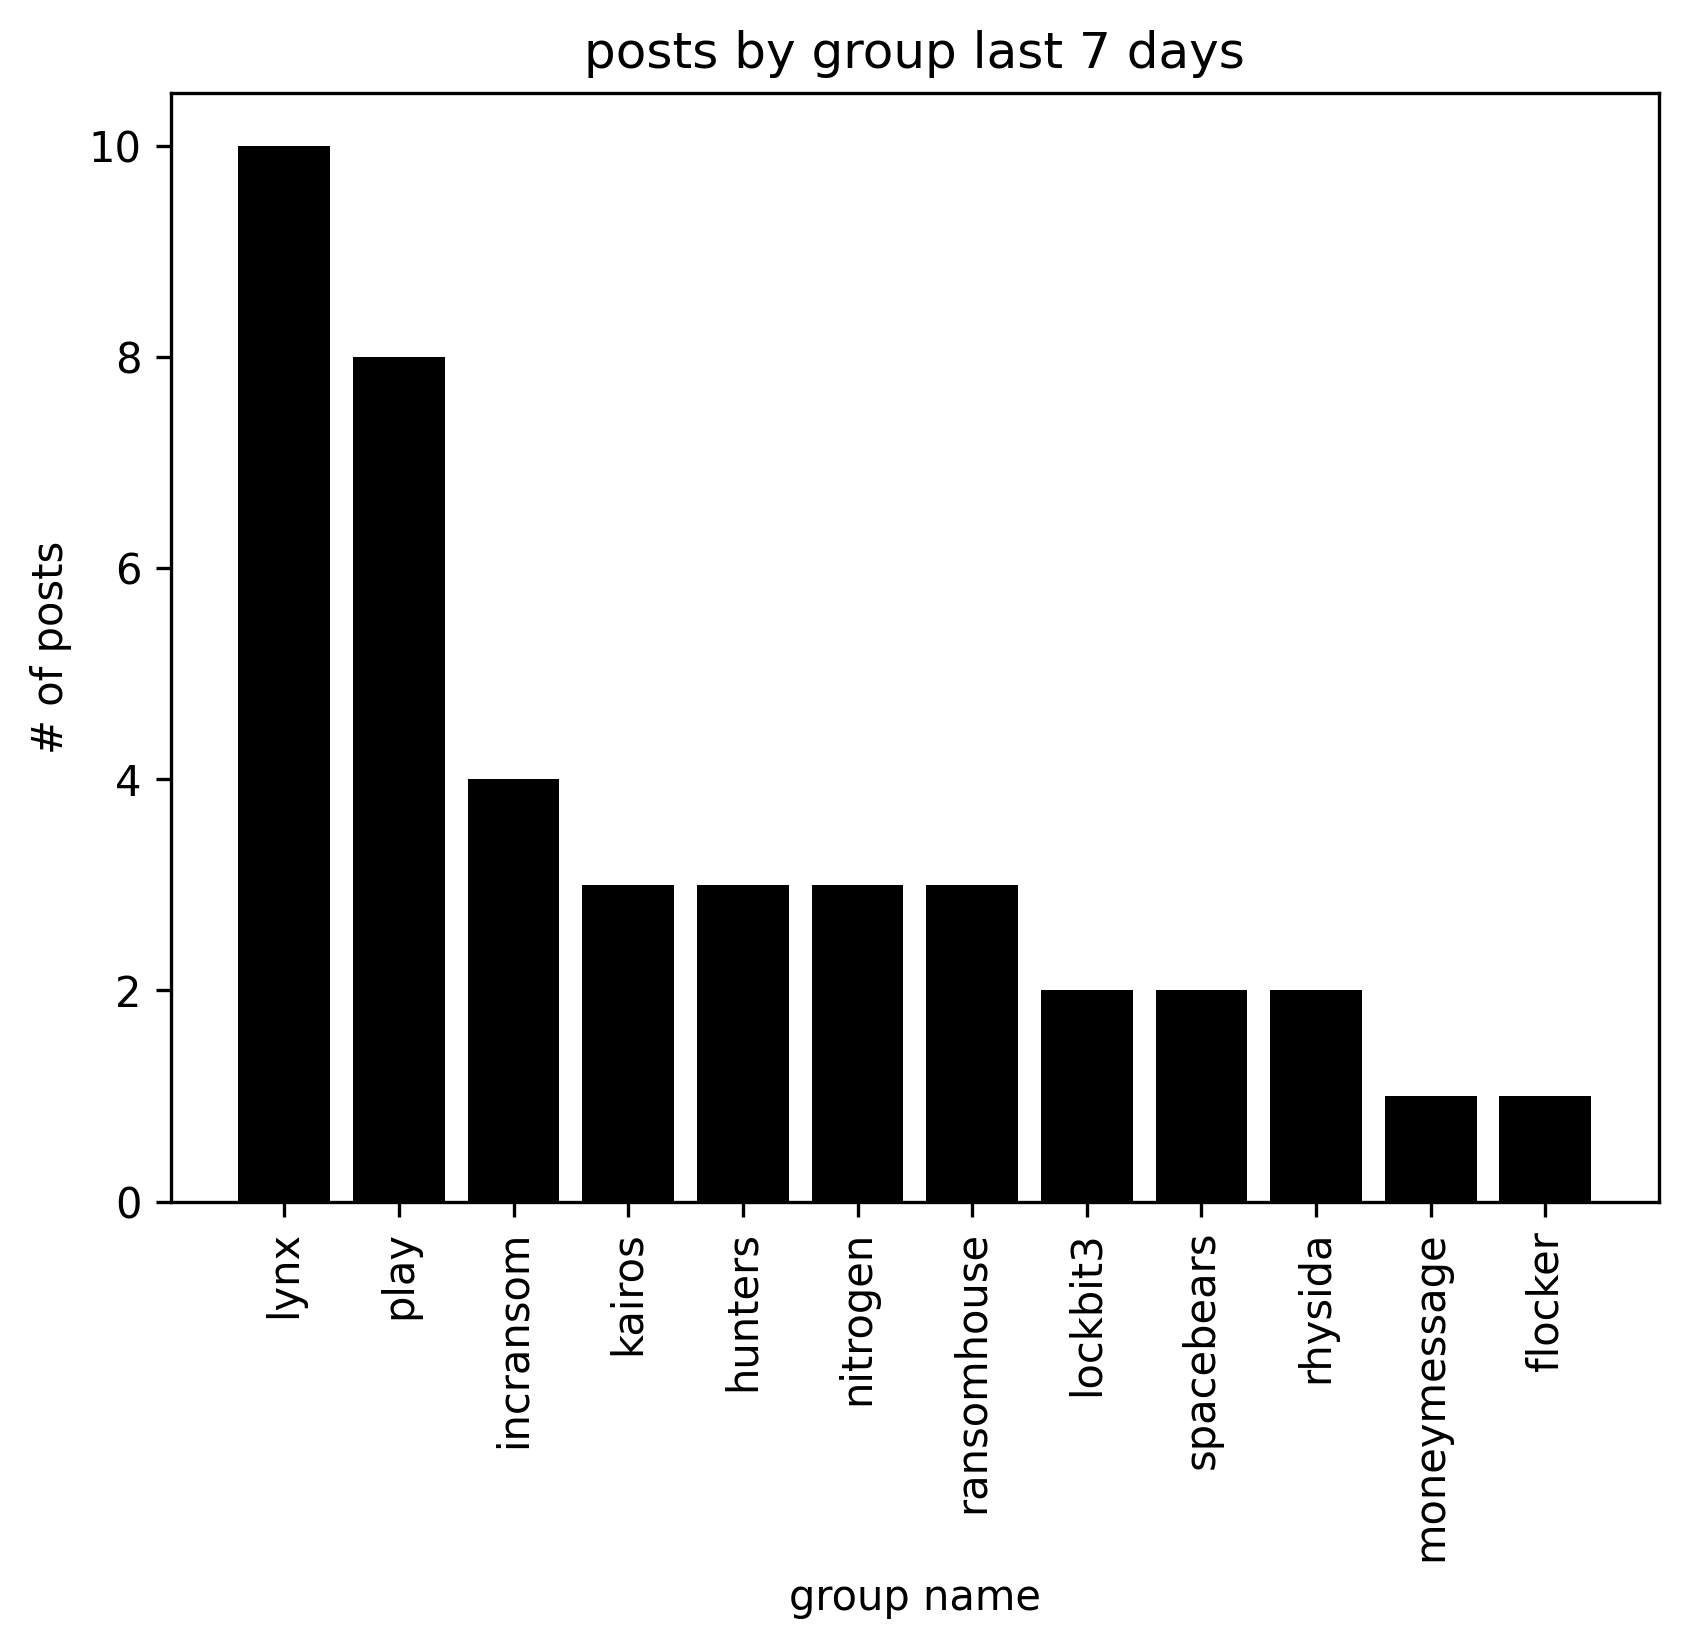 posts by group last 7 days
# of posts
10
8
6
4
2
0
lynx
play
incransom
kairos
hunters
nitrogen
ransomhouse
lockbit3
spacebears
rhysida
moneymessage
flocker
group name